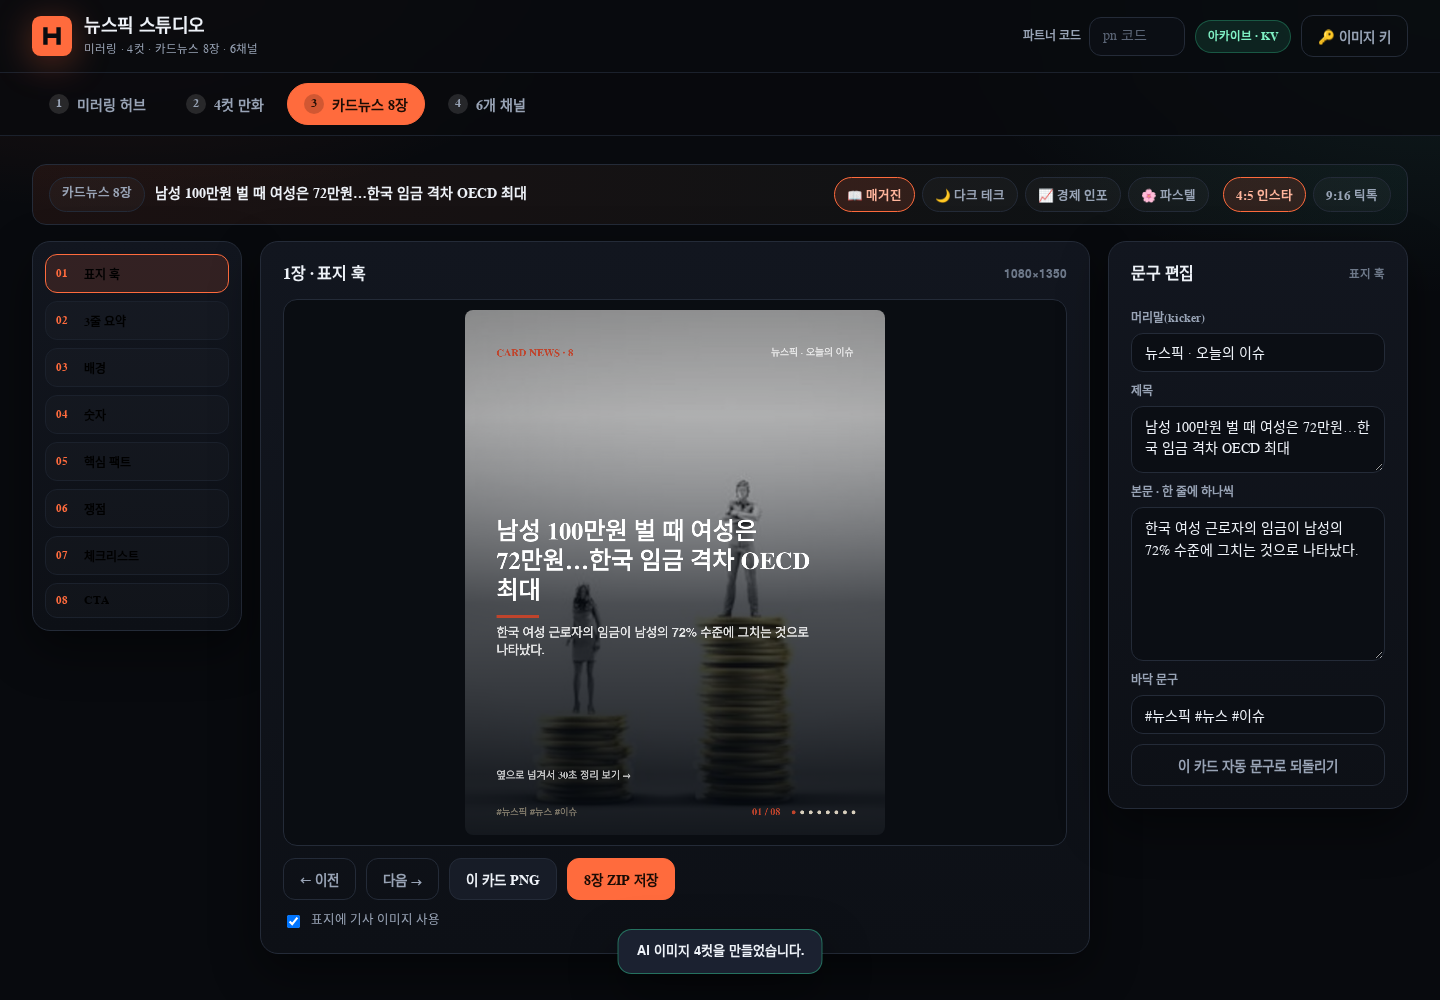 H
뉴스픽 스튜디오
미러링 · 4컷 · 카드뉴스 8장 · 6채널
파트너 코드
pn 코드
아카이브 · KV
🔑 이미지 키
1 미러링 허브
2 4컷 만화
3 카드뉴스 8장
4 6개 채널
카드뉴스 8장
남성 100만원 벌 때 여성은 72만원…한국 임금 격차 OECD 최대
📖 매거진
🌙 다크 테크
📈 경제 인포
🌸 파스텔
4:5 인스타
9:16 틱톡
01 표지 훅
02 3줄 요약
03 배경
04 숫자
05 핵심 팩트
06 쟁점
07 체크리스트
08 CTA
1장 · 표지 훅
1080×1350
CARD NEWS · 8
뉴스픽 · 오늘의 이슈
남성 100만원 벌 때 여성은
72만원…한국 임금 격차 OECD
최대
한국 여성 근로자의 임금이 남성의 72% 수준에 그치는 것으로
나타났다.
옆으로 넘겨서 30초 정리 보기 →
#뉴스픽 #뉴스 #이슈
01 / 08
← 이전
다음 →
이 카드 PNG
8장 ZIP 저장
표지에 기사 이미지 사용
문구 편집
표지 훅
머리말(kicker)
뉴스픽 · 오늘의 이슈
제목
남성 100만원 벌 때 여성은 72만원…한
국 임금 격차 OECD 최대
본문 · 한 줄에 하나씩
한국 여성 근로자의 임금이 남성의
72% 수준에 그치는 것으로 나타났다.
바닥 문구
#뉴스픽 #뉴스 #이슈
이 카드 자동 문구로 되돌리기
AI 이미지 4컷을 만들었습니다.